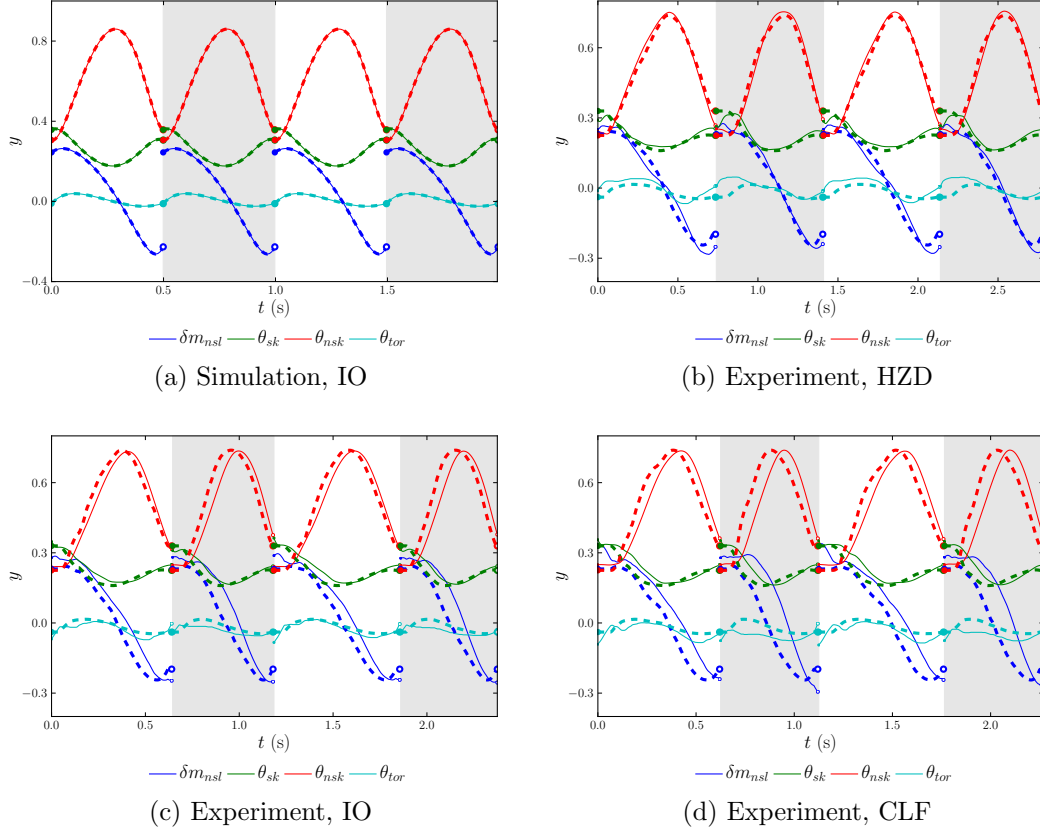 0.8
0.4
0.0
−0.4
y
0.0 0.5 1.0 1.5
t (s)
δm_nsl θ_sk θ_nsk θ_tor
(a) Simulation, IO
0.6
0.3
0.0
−0.3
y
0.0 0.5 1.0 1.5 2.0 2.5
t (s)
δm_nsl θ_sk θ_nsk θ_tor
(b) Experiment, HZD
0.6
0.3
0.0
−0.3
y
0.0 0.5 1.0 1.5 2.0
t (s)
δm_nsl θ_sk θ_nsk θ_tor
(c) Experiment, IO
0.6
0.3
0.0
−0.3
y
0.0 0.5 1.0 1.5 2.0
t (s)
δm_nsl θ_sk θ_nsk θ_tor
(d) Experiment, CLF